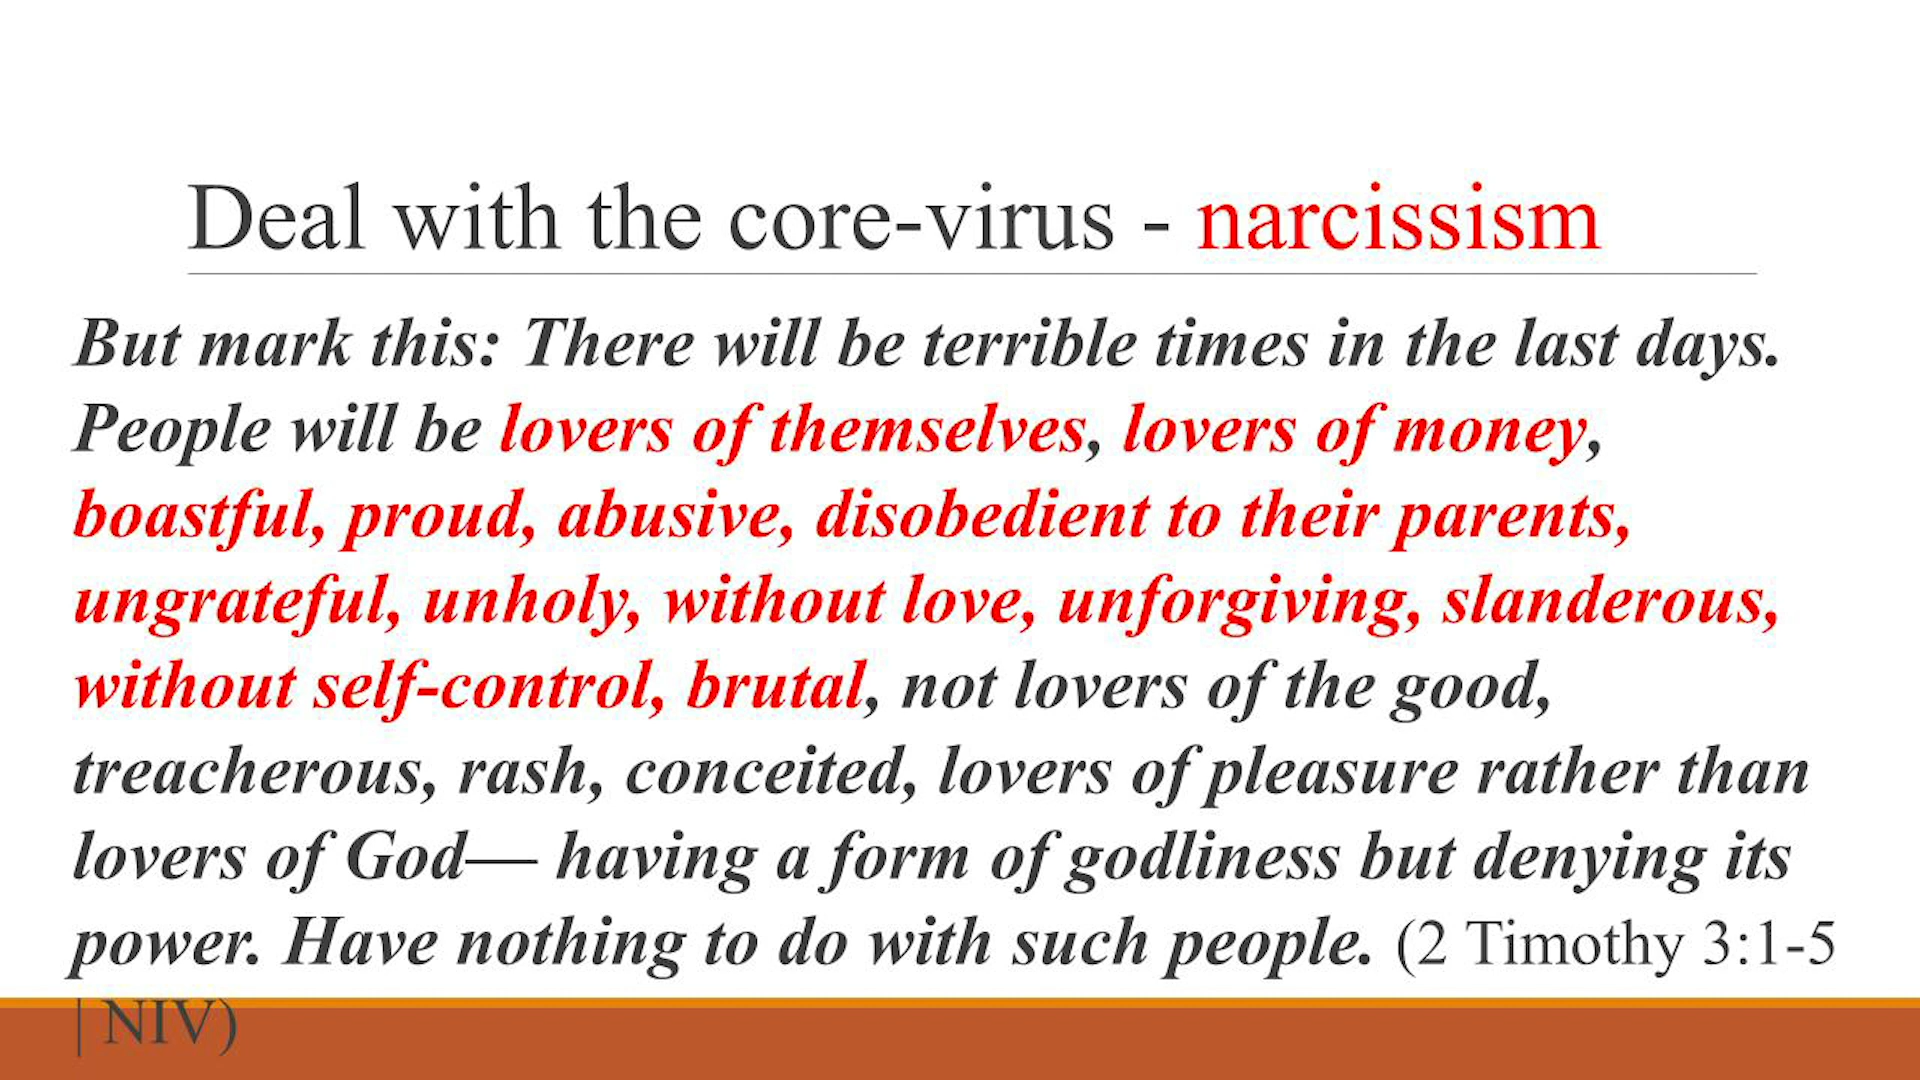 Deal with the core-virus - narcissism
But mark this: There will be terrible times in the last days.
People will be lovers of themselves, lovers of money,
boastful, proud, abusive, disobedient to their parents,
ungrateful, unholy, without love, unforgiving, slanderous,
without self-control, brutal, not lovers of the good,
treacherous, rash, conceited, lovers of pleasure rather than
lovers of God— having a form of godliness but denying its
power. Have nothing to do with such people. (2 Timothy 3:1-5
| NIV)